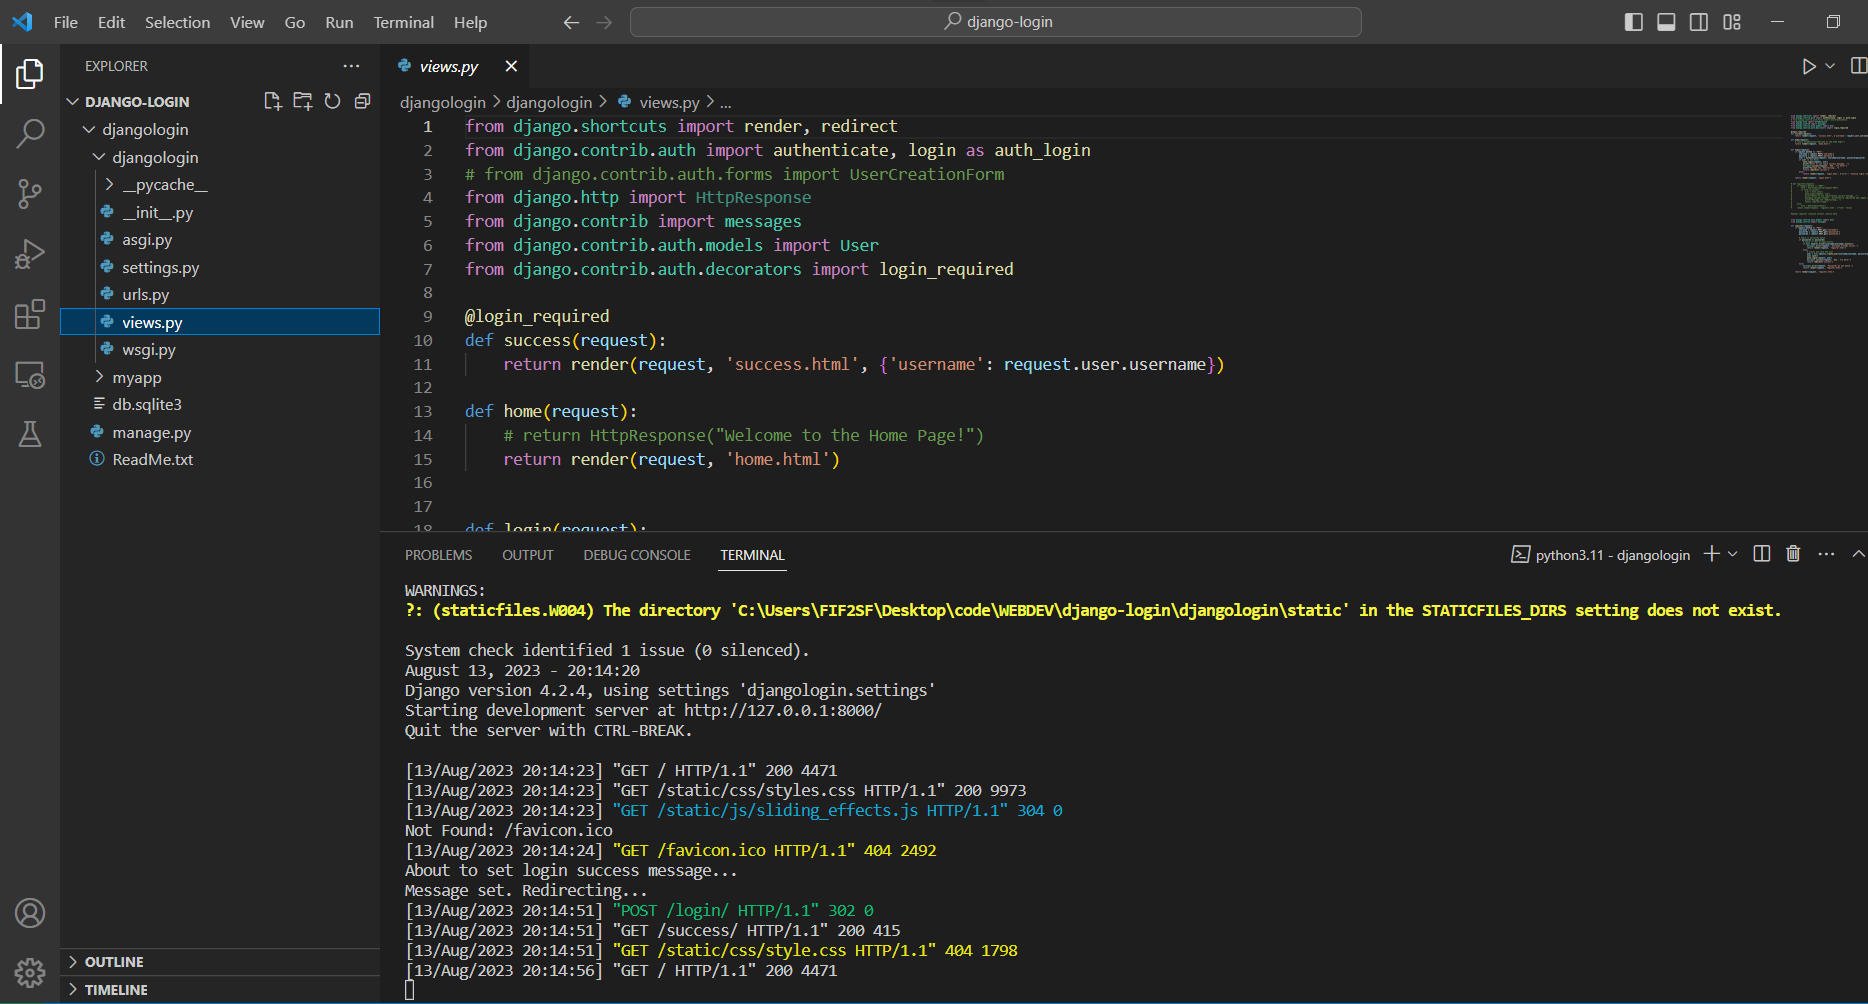 File Edit Selection View Go Run Terminal Help
django-login
EXPLORER
DJANGO-LOGIN
djangologin
djangologin
__pycache__
__init__.py
asgi.py
settings.py
urls.py
views.py
wsgi.py
myapp
db.sqlite3
manage.py
ReadMe.txt
OUTLINE
TIMELINE
views.py
djangologin > djangologin > views.py > ...
1 from django.shortcuts import render, redirect
2 from django.contrib.auth import authenticate, login as auth_login
3 # from django.contrib.auth.forms import UserCreationForm
4 from django.http import HttpResponse
5 from django.contrib import messages
6 from django.contrib.auth.models import User
7 from django.contrib.auth.decorators import login_required
8
9 @login_required
10 def success(request):
11 return render(request, 'success.html', {'username': request.user.username})
12
13 def home(request):
14 # return HttpResponse("Welcome to the Home Page!")
15 return render(request, 'home.html')
16
17
18 def login(request):
PROBLEMS OUTPUT DEBUG CONSOLE TERMINAL
python3.11 - djangologin
WARNINGS:
?: (staticfiles.W004) The directory 'C:\Users\FIF2SF\Desktop\code\WEBDEV\django-login\djangologin\static' in the STATICFILES_DIRS setting does not exist.
System check identified 1 issue (0 silenced).
August 13, 2023 - 20:14:20
Django version 4.2.4, using settings 'djangologin.settings'
Starting development server at http://127.0.0.1:8000/
Quit the server with CTRL-BREAK.
[13/Aug/2023 20:14:23] "GET / HTTP/1.1" 200 4471
[13/Aug/2023 20:14:23] "GET /static/css/styles.css HTTP/1.1" 200 9973
[13/Aug/2023 20:14:23] "GET /static/js/sliding_effects.js HTTP/1.1" 304 0
Not Found: /favicon.ico
[13/Aug/2023 20:14:24] "GET /favicon.ico HTTP/1.1" 404 2492
About to set login success message...
Message set. Redirecting...
[13/Aug/2023 20:14:51] "POST /login/ HTTP/1.1" 302 0
[13/Aug/2023 20:14:51] "GET /success/ HTTP/1.1" 200 415
[13/Aug/2023 20:14:51] "GET /static/css/style.css HTTP/1.1" 404 1798
[13/Aug/2023 20:14:56] "GET / HTTP/1.1" 200 4471